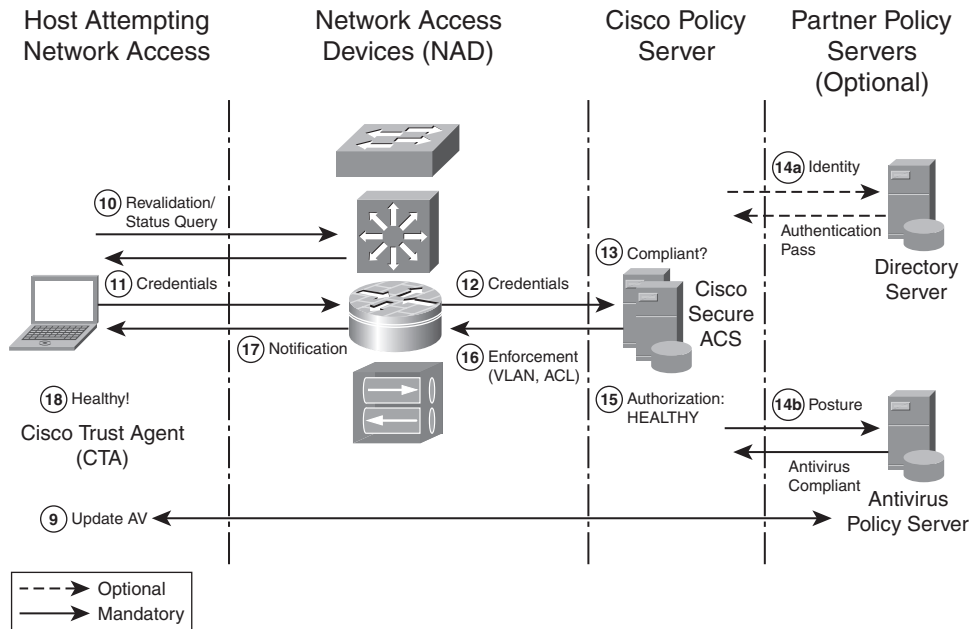 Host Attempting
Network Access
Network Access
Devices (NAD)
Cisco Policy
Server
Partner Policy
Servers
(Optional)
14a Identity
Authentication
Pass
Directory
Server
10 Revalidation/
Status Query
13 Compliant?
11 Credentials
12 Credentials
Cisco
Secure
ACS
17 Notification
16 Enforcement
(VLAN, ACL)
18 Healthy!
Cisco Trust Agent
(CTA)
15 Authorization:
HEALTHY
14b Posture
Antivirus
Compliant
Antivirus
Policy Server
9 Update AV
Optional
Mandatory